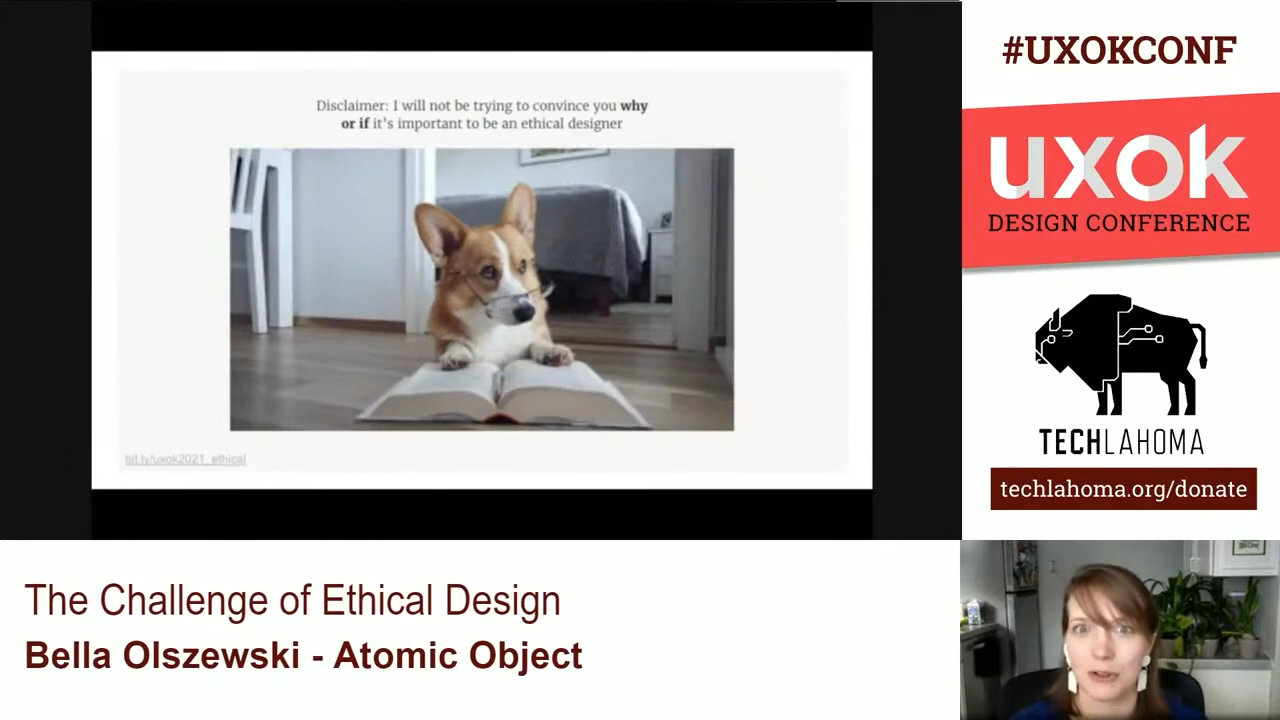 Disclaimer: I will not be trying to convince you why
or if it's important to be an ethical designer
bit.ly/uxok2021_ethical
#UXOKCONF
uxok
DESIGN CONFERENCE
TECHLAHOMA
techlahoma.org/donate
The Challenge of Ethical Design
Bella Olszewski - Atomic Object